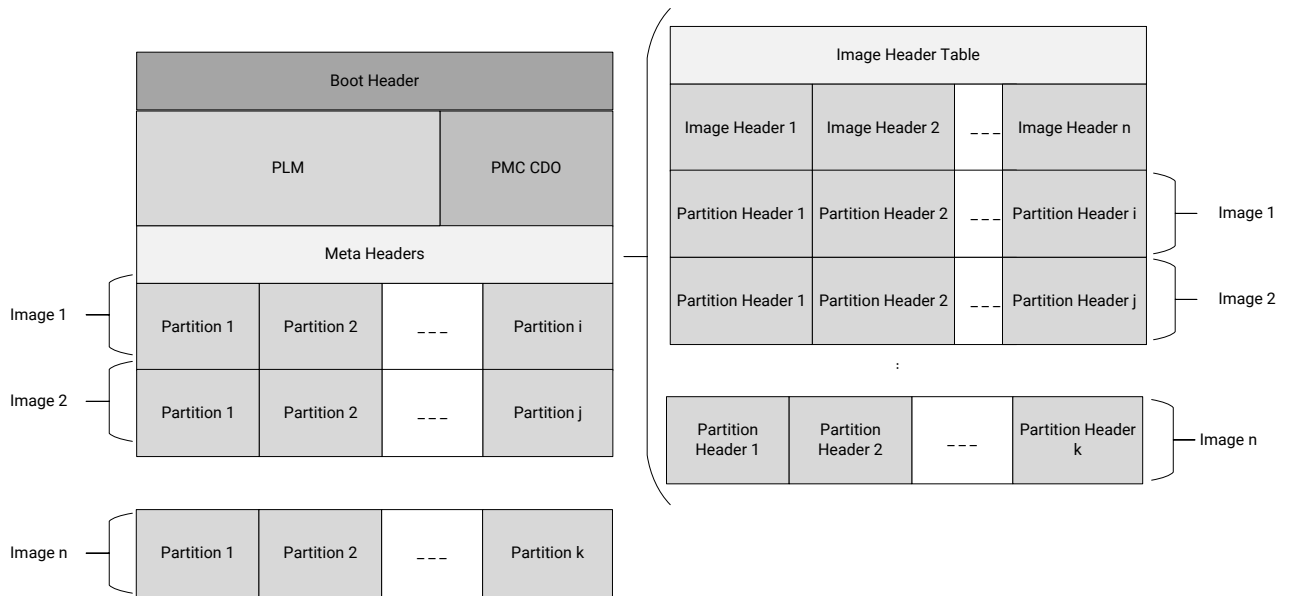 Boot Header
PLM
PMC CDO
Meta Headers
Image 1
Partition 1
Partition 2
---
Partition i
Image 2
Partition 1
Partition 2
---
Partition j
Image n
Partition 1
Partition 2
---
Partition k
Image Header Table
Image Header 1
Image Header 2
---
Image Header n
Partition Header 1
Partition Header 2
---
Partition Header i
Image 1
Partition Header 1
Partition Header 2
---
Partition Header j
Image 2
:
Partition
Header 1
Partition
Header 2
---
Partition Header
k
Image n